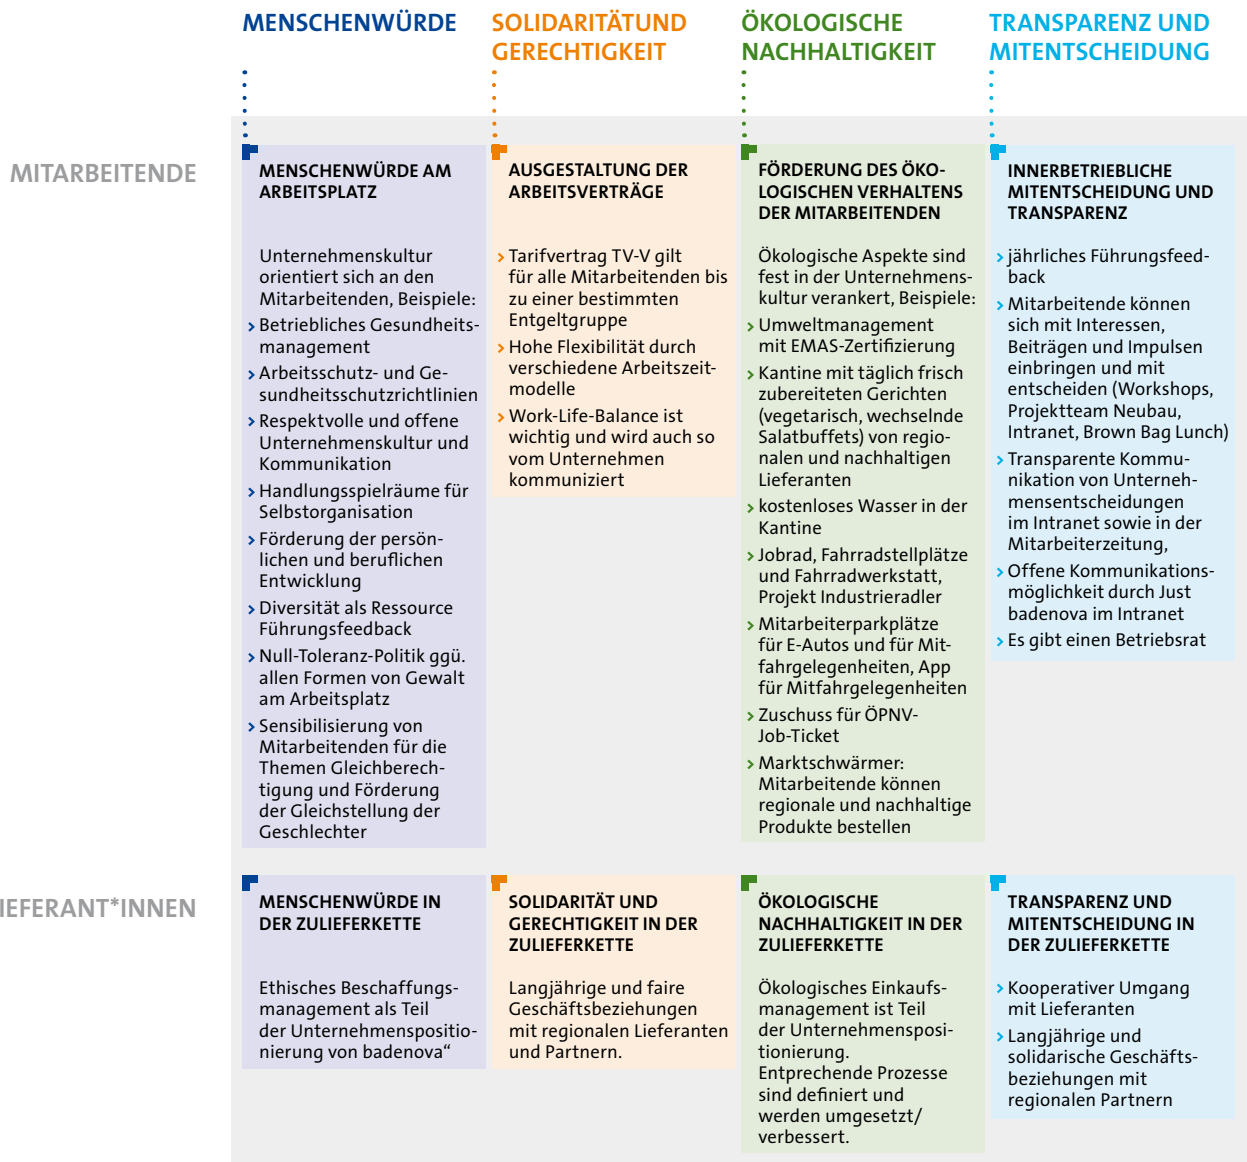 MENSCHENWÜRDE
SOLIDARITÄTUND
GERECHTIGKEIT
ÖKOLOGISCHE
NACHHALTIGKEIT
TRANSPARENZ UND
MITENTSCHEIDUNG
MITARBEITENDE
MENSCHENWÜRDE AM
ARBEITSPLATZ
Unternehmenskultur
orientiert sich an den
Mitarbeitenden, Beispiele:
› Betriebliches Gesundheits-
management
› Arbeitsschutz- und Ge-
sundheitsschutzrichtlinien
› Respektvolle und offene
Unternehmenskultur und
Kommunikation
› Handlungsspielräume für
Selbstorganisation
› Förderung der persön-
lichen und beruflichen
Entwicklung
› Diversität als Ressource
Führungsfeedback
› Null-Toleranz-Politik ggü.
allen Formen von Gewalt
am Arbeitsplatz
› Sensibilisierung von
Mitarbeitenden für die
Themen Gleichberech-
tigung und Förderung
der Gleichstellung der
Geschlechter
AUSGESTALTUNG DER
ARBEITSVERTRÄGE
› Tarifvertrag TV-V gilt
für alle Mitarbeitenden bis
zu einer bestimmten
Entgeltgruppe
› Hohe Flexibilität durch
verschiedene Arbeitszeit-
modelle
› Work-Life-Balance ist
wichtig und wird auch so
vom Unternehmen
kommuniziert
FÖRDERUNG DES ÖKO-
LOGISCHEN VERHALTENS
DER MITARBEITENDEN
Ökologische Aspekte sind
fest in der Unternehmens-
kultur verankert, Beispiele:
› Umweltmanagement
mit EMAS-Zertifizierung
› Kantine mit täglich frisch
zubereiteten Gerichten
(vegetarisch, wechselnde
Salatbuffets) von regio-
nalen und nachhaltigen
Lieferanten
› kostenloses Wasser in der
Kantine
› Jobrad, Fahrradstellplätze
und Fahrradwerkstatt,
Projekt Industrieradler
› Mitarbeiterparkplätze
für E-Autos und für Mit-
fahrgelegenheiten, App
für Mitfahrgelegenheiten
› Zuschuss für ÖPNV-
Job-Ticket
› Marktschwärmer:
Mitarbeitende können
regionale und nachhaltige
Produkte bestellen
INNERBETRIEBLICHE
MITENTSCHEIDUNG UND
TRANSPARENZ
› jährliches Führungsfeed-
back
› Mitarbeitende können
sich mit Interessen,
Beiträgen und Impulsen
einbringen und mit
entscheiden (Workshops,
Projektteam Neubau,
Intranet, Brown Bag Lunch)
› Transparente Kommu-
nikation von Unterneh-
mensentscheidungen
im Intranet sowie in der
Mitarbeiterzeitung,
› Offene Kommunikations-
möglichkeit durch Just
badenova im Intranet
› Es gibt einen Betriebsrat
IEFERANT*INNEN
MENSCHENWÜRDE IN
DER ZULIEFERKETTE
Ethisches Beschaffungs-
management als Teil
der Unternehmenspositio-
nierung von badenova“
SOLIDARITÄT UND
GERECHTIGKEIT IN DER
ZULIEFERKETTE
Langjährige und faire
Geschäftsbeziehungen
mit regionalen Lieferanten
und Partnern.
ÖKOLOGISCHE
NACHHALTIGKEIT IN DER
ZULIEFERKETTE
Ökologisches Einkaufs-
management ist Teil
der Unternehmensposi-
tionierung.
Entprechende Prozesse
sind definiert und
werden umgesetzt/
verbessert.
TRANSPARENZ UND
MITENTSCHEIDUNG IN
DER ZULIEFERKETTE
› Kooperativer Umgang
mit Lieferanten
› Langjährige und
solidarische Geschäfts-
beziehungen mit
regionalen Partnern